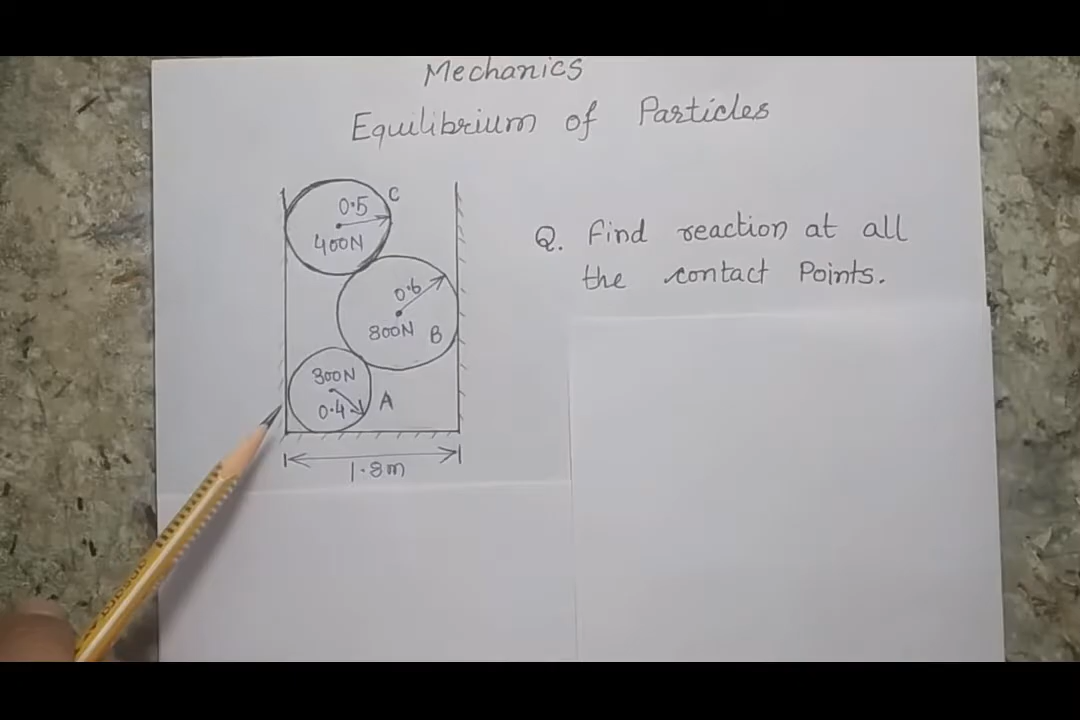 Mechanics
Equilibrium of Particles
C
0.5
400N
0.6
800N
B
300N
0.4
A
1.8m
Q. Find reaction at all
the contact Points.